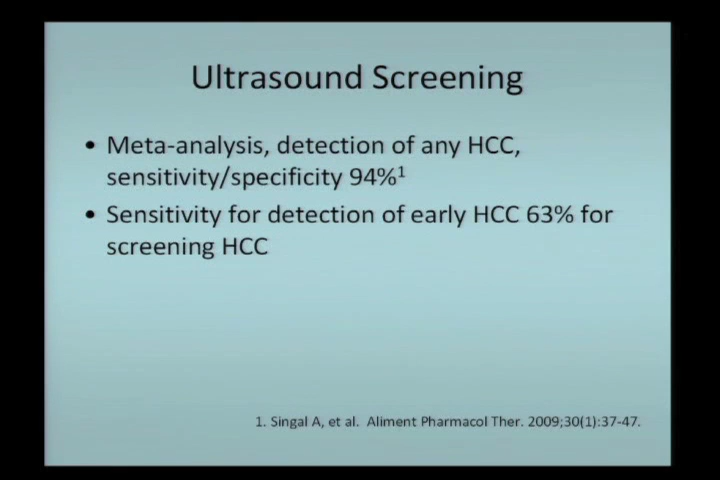 Ultrasound Screening
• Meta-analysis, detection of any HCC,
sensitivity/specificity 94%¹
• Sensitivity for detection of early HCC 63% for
screening HCC
1. Singal A, et al.  Aliment Pharmacol Ther. 2009;30(1):37-47.